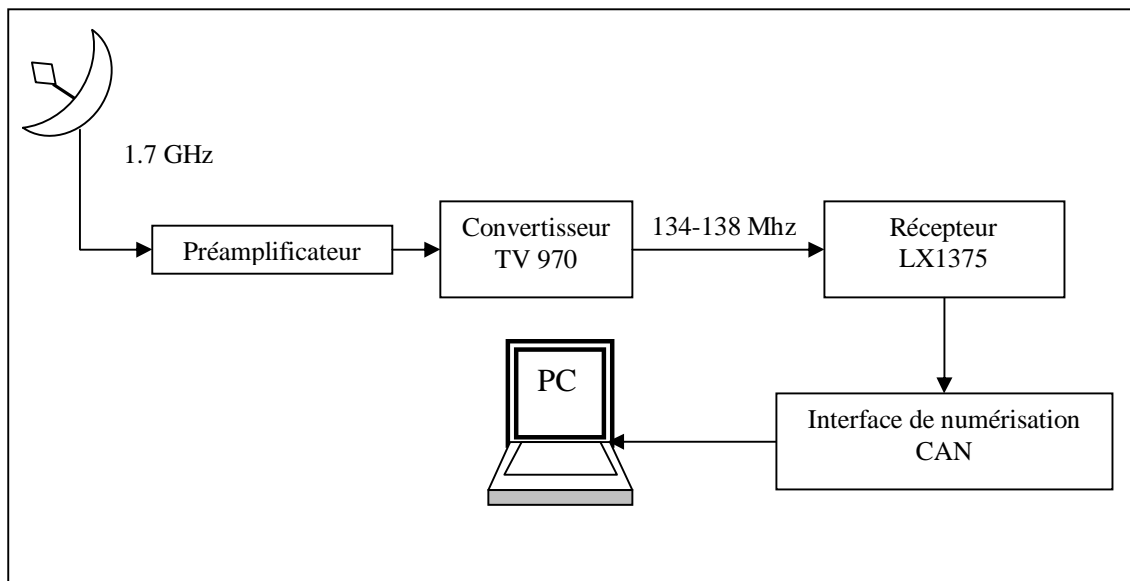 1.7 GHz
Préamplificateur
Convertisseur
TV 970
134-138 Mhz
Récepteur
LX1375
PC
Interface de numérisation
CAN